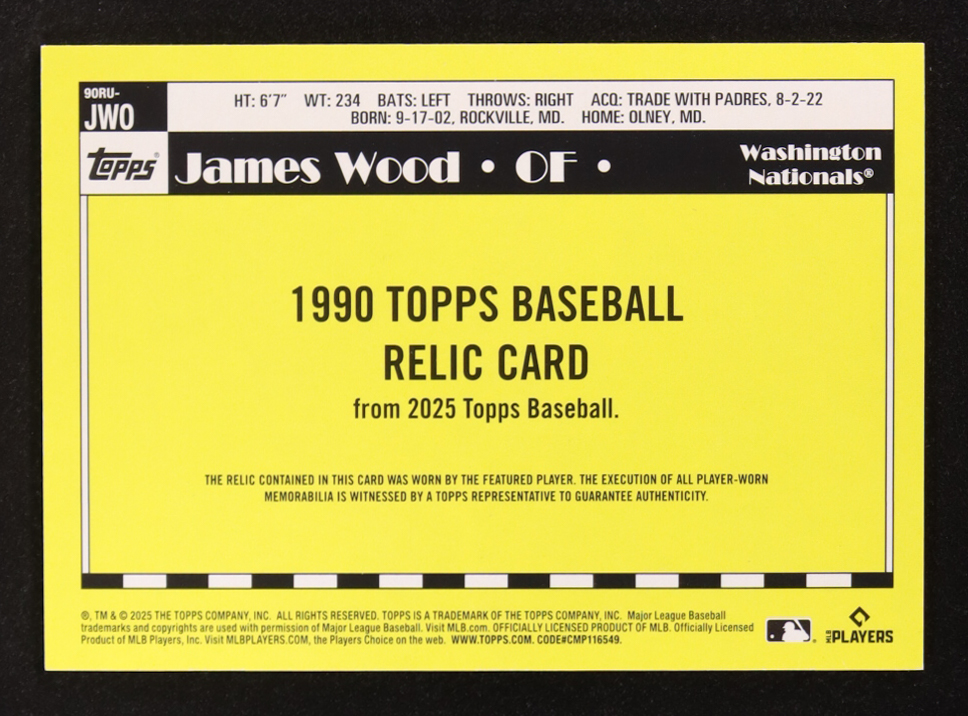 90RU-
JWO
HT: 6'7" WT: 234 BATS: LEFT THROWS: RIGHT ACQ: TRADE WITH PADRES, 8-2-22
BORN: 9-17-02, ROCKVILLE, MD. HOME: OLNEY, MD.
topps®
James Wood • OF •
Washington
Nationals®
1990 TOPPS BASEBALL
RELIC CARD
from 2025 Topps Baseball.
THE RELIC CONTAINED IN THIS CARD WAS WORN BY THE FEATURED PLAYER. THE EXECUTION OF ALL PLAYER-WORN
MEMORABILIA IS WITNESSED BY A TOPPS REPRESENTATIVE TO GUARANTEE AUTHENTICITY.
®, TM & © 2025 THE TOPPS COMPANY, INC. ALL RIGHTS RESERVED. TOPPS IS A TRADEMARK OF THE TOPPS COMPANY, INC. Major League Baseball
trademarks and copyrights are used with permission of Major League Baseball. Visit MLB.com. OFFICIALLY LICENSED PRODUCT OF MLB. Officially Licensed
Product of MLB Players, Inc. Visit MLBPLAYERS.COM, the Players Choice on the web. WWW.TOPPS.COM. CODE#CMP116549.
MLB PLAYERS